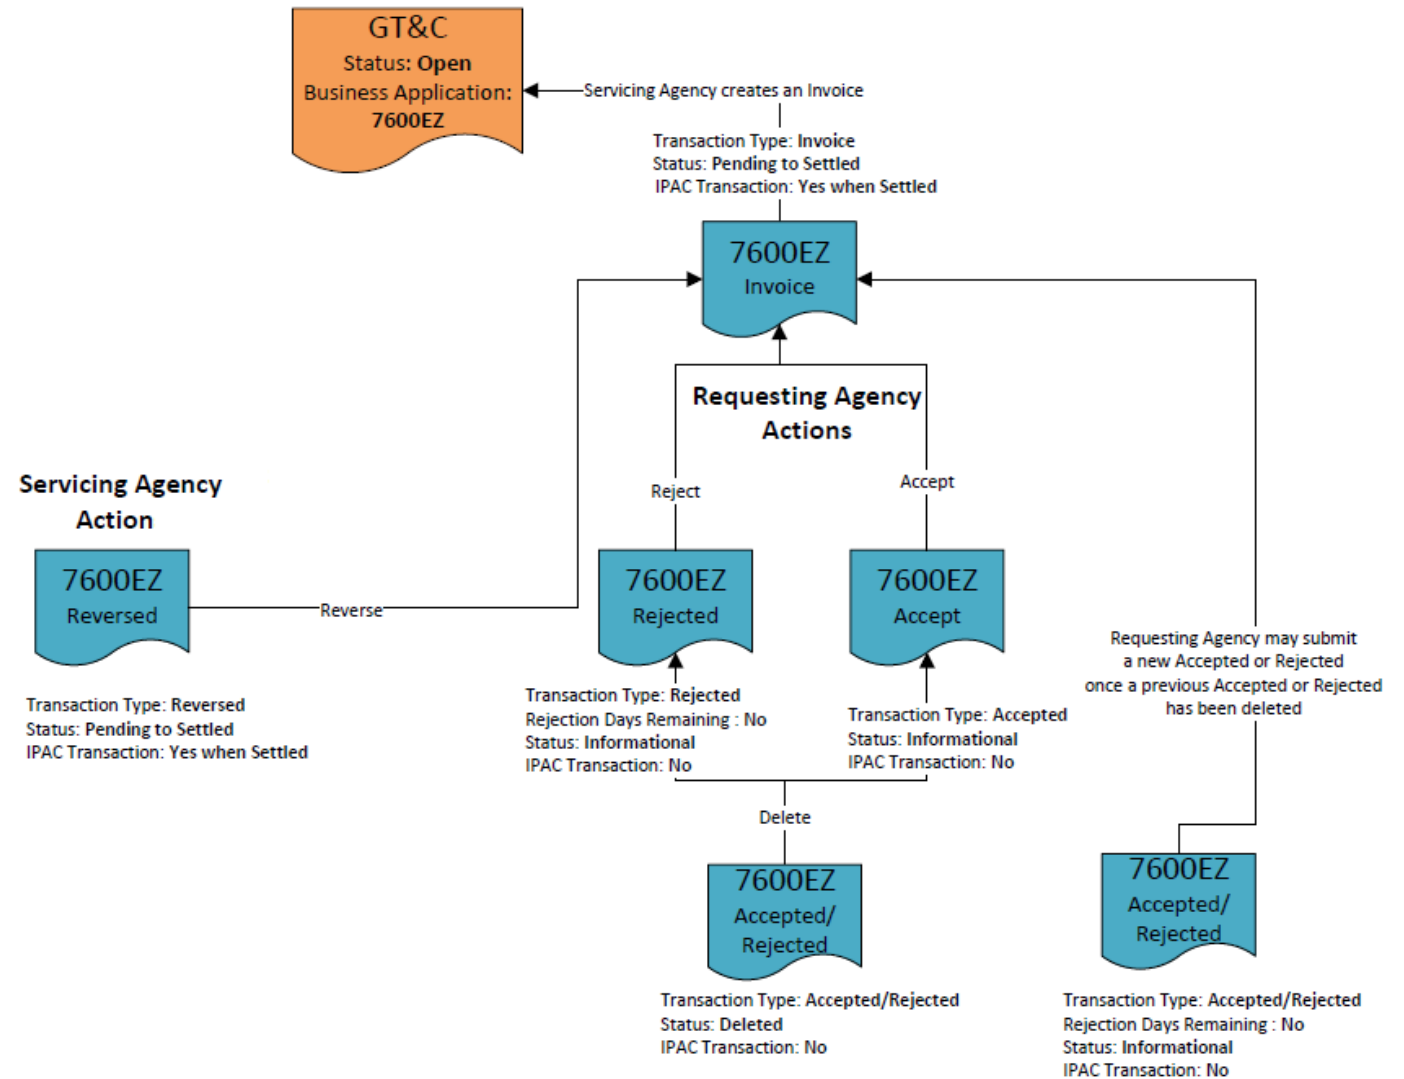 GT&C
Status: Open
Business Application:
7600EZ
Servicing Agency creates an Invoice
Transaction Type: Invoice
Status: Pending to Settled
IPAC Transaction: Yes when Settled
7600EZ
Invoice
Requesting Agency
Actions
Reject
Accept
Servicing Agency
Action
7600EZ
Reversed
Reverse
7600EZ
Rejected
7600EZ
Accept
Requesting Agency may submit
a new Accepted or Rejected
once a previous Accepted or Rejected
has been deleted
Transaction Type: Reversed
Status: Pending to Settled
IPAC Transaction: Yes when Settled
Transaction Type: Rejected
Rejection Days Remaining : No
Status: Informational
IPAC Transaction: No
Transaction Type: Accepted
Status: Informational
IPAC Transaction: No
Delete
7600EZ
Accepted/
Rejected
Transaction Type: Accepted/Rejected
Status: Deleted
IPAC Transaction: No
7600EZ
Accepted/
Rejected
Transaction Type: Accepted/Rejected
Rejection Days Remaining : No
Status: Informational
IPAC Transaction: No